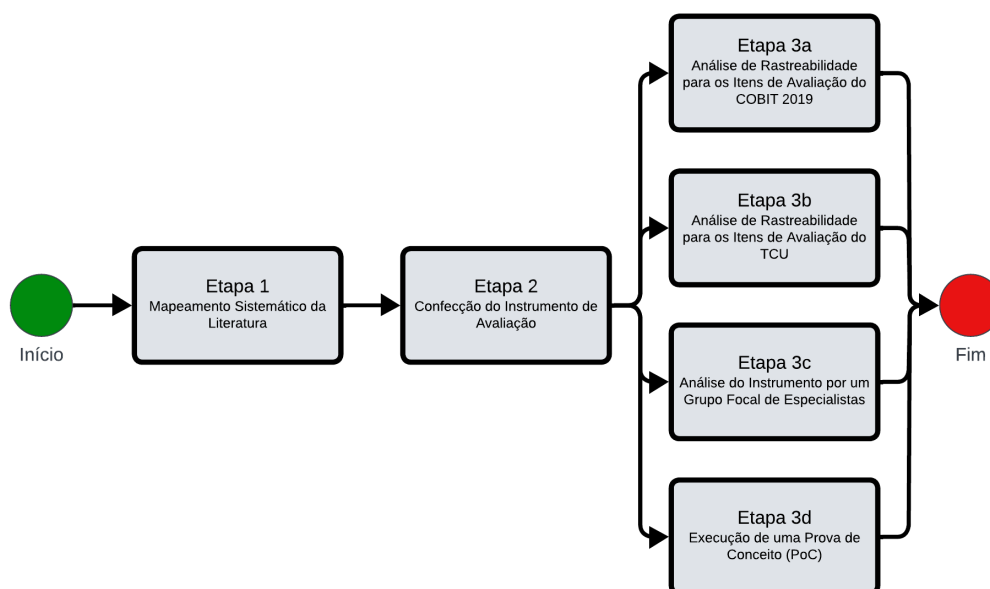 Início
Etapa 1
Mapeamento Sistemático da
Literatura
Etapa 2
Confecção do Instrumento de
Avaliação
Etapa 3a
Análise de Rastreabilidade
para os Itens de Avaliação do
COBIT 2019
Etapa 3b
Análise de Rastreabilidade
para os Itens de Avaliação do
TCU
Etapa 3c
Análise do Instrumento por um
Grupo Focal de Especialistas
Etapa 3d
Execução de uma Prova de
Conceito (PoC)
Fim